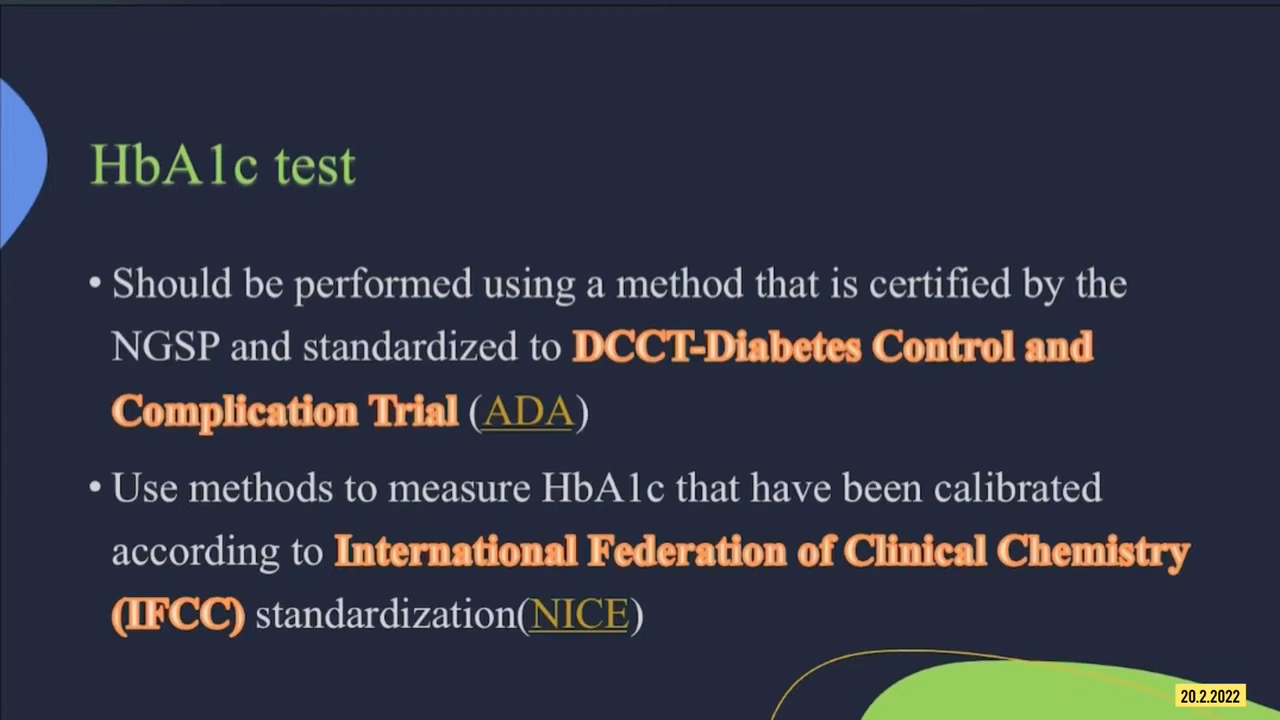 HbA1c test
• Should be performed using a method that is certified by the
NGSP and standardized to DCCT-Diabetes Control and
Complication Trial (ADA)
• Use methods to measure HbA1c that have been calibrated
according to International Federation of Clinical Chemistry
(IFCC) standardization(NICE)
20.2.2022